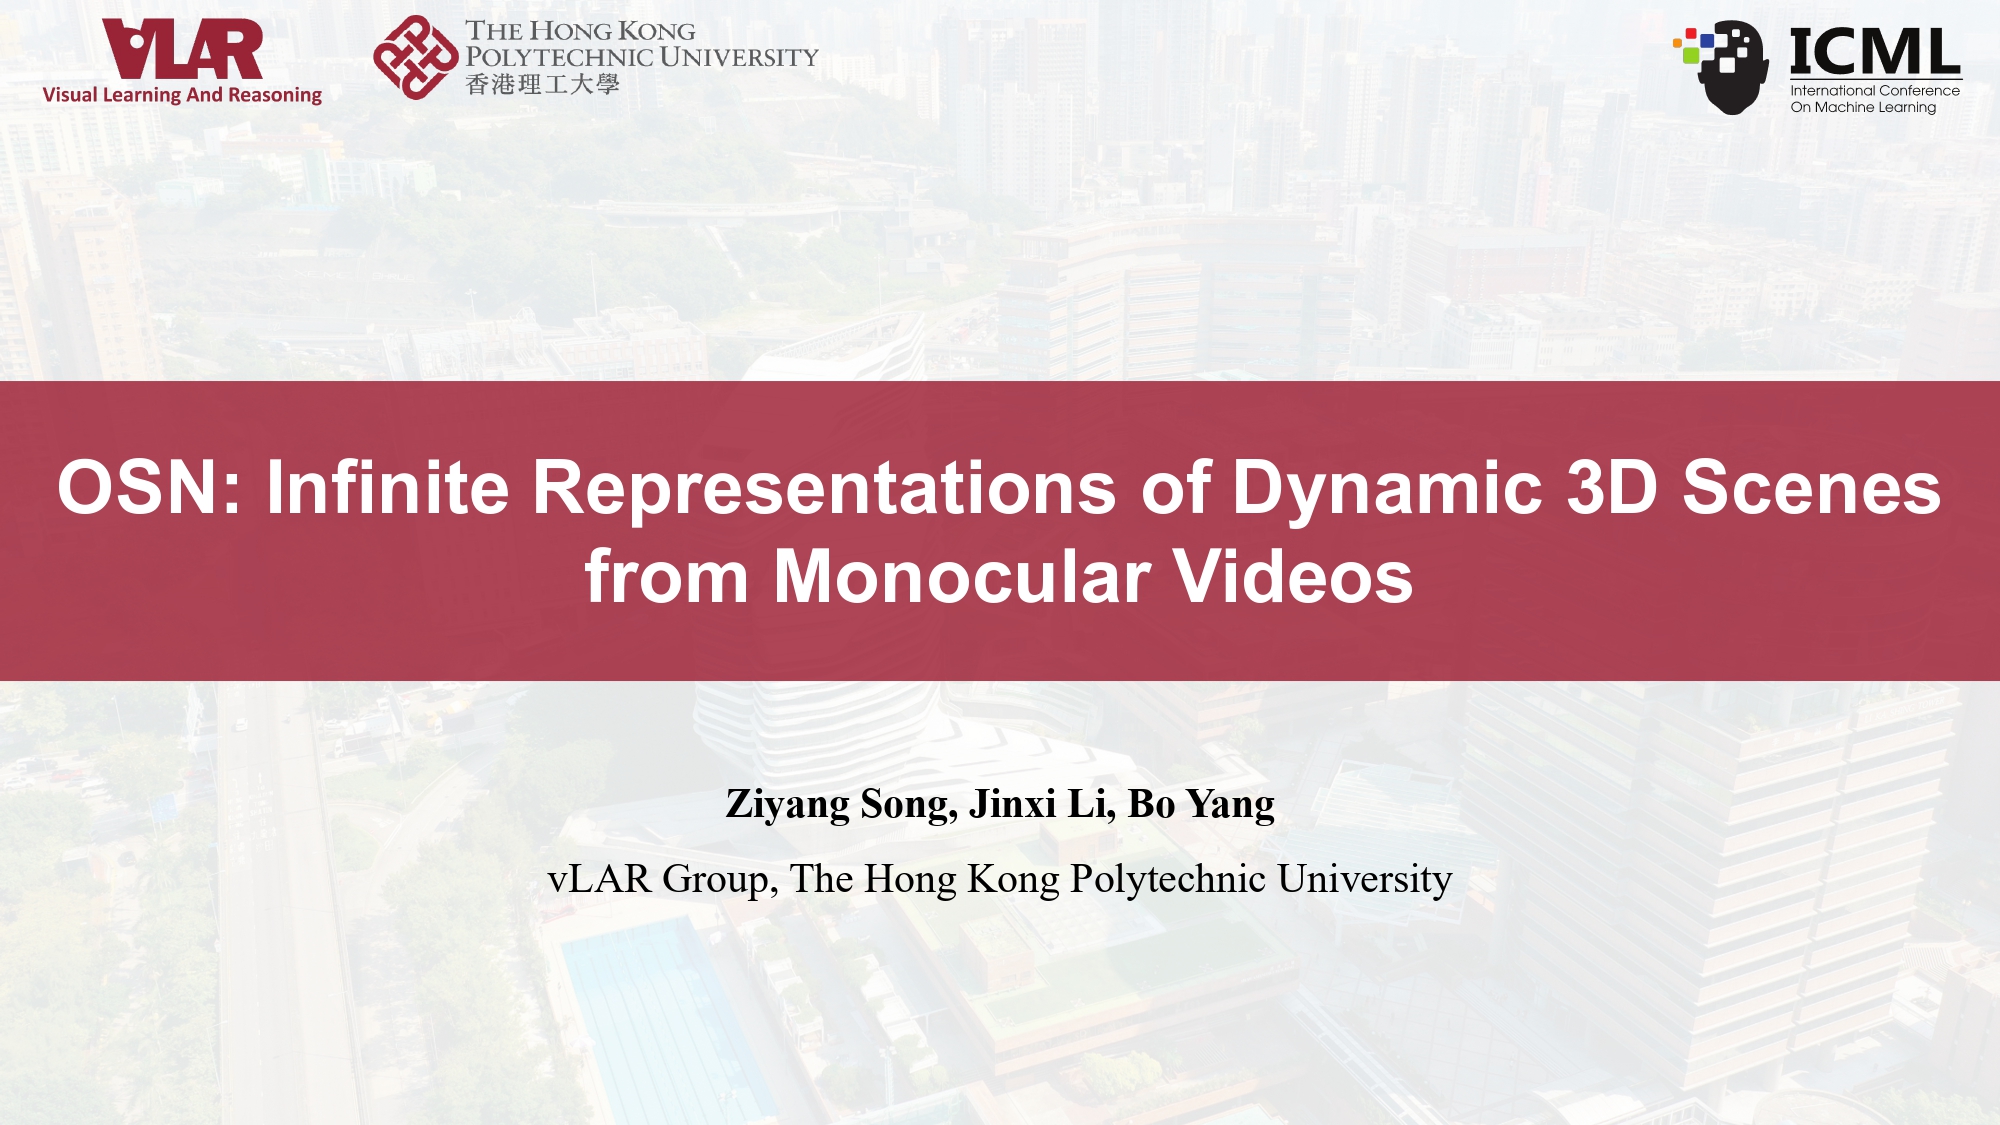 vLAR
Visual Learning And Reasoning
THE HONG KONG
POLYTECHNIC UNIVERSITY
香港理工大學
ICML
International Conference
On Machine Learning
OSN: Infinite Representations of Dynamic 3D Scenes
from Monocular Videos
Ziyang Song, Jinxi Li, Bo Yang
vLAR Group, The Hong Kong Polytechnic University